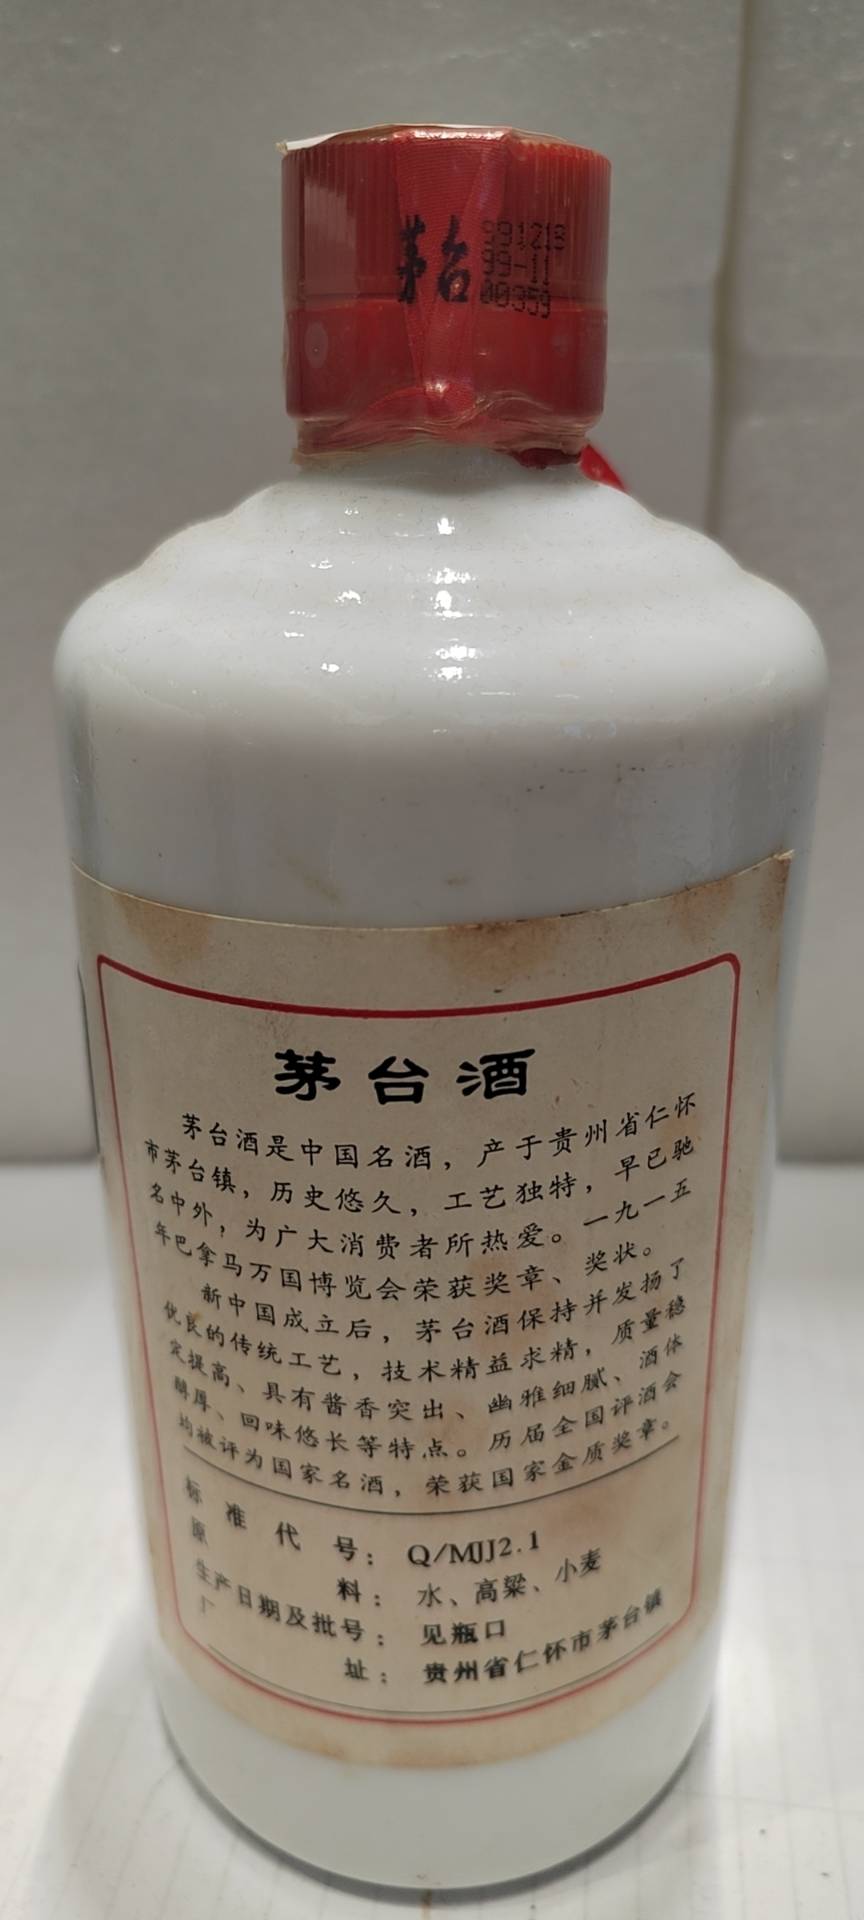 茅台
991213
99-11
00359
茅台酒
茅台酒是中国名酒，产于贵州省仁怀
市茅台镇，历史悠久，工艺独特，早已驰
名中外，为广大消费者所热爱。一九一五
年巴拿马万国博览会荣获奖章、奖状。
新中国成立后，茅台酒保持并发扬了
优良的传统工艺，技术精益求精，质量稳
定提高、具有酱香突出、幽雅细腻、酒体
醇厚、回味悠长等特点。历届全国评酒会
均被评为国家名酒，荣获国家金质奖章。
标准代号：Q/MJJ2.1
原料：水、高粱、小麦
生产日期及批号：见瓶口
厂址：贵州省仁怀市茅台镇